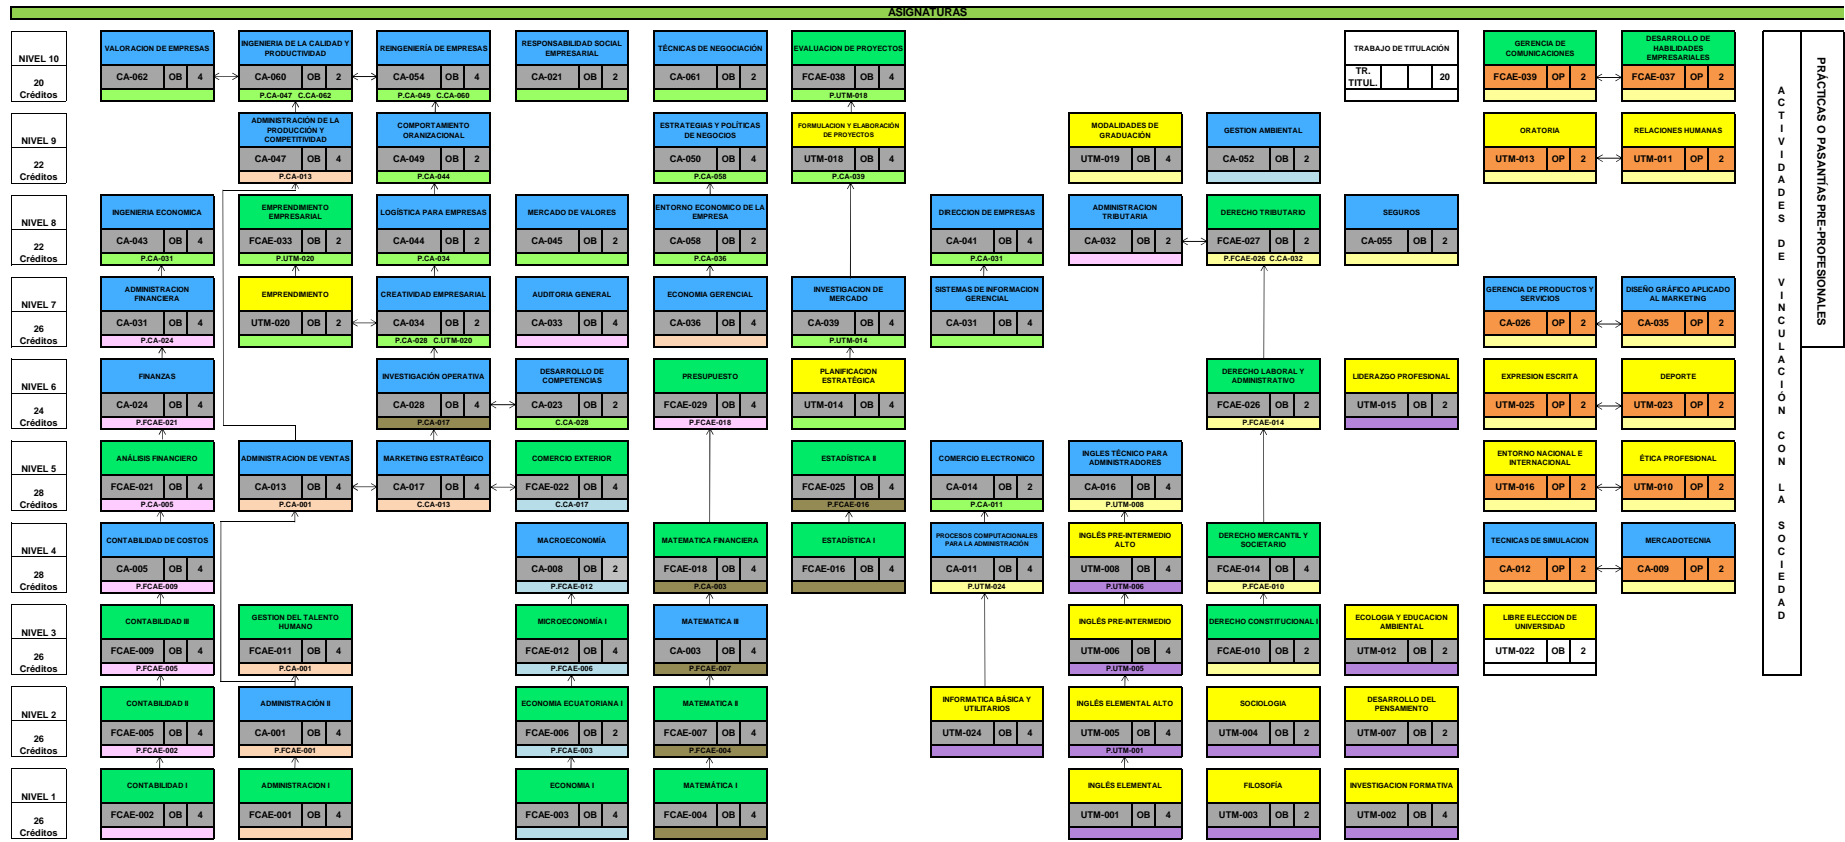 ASIGNATURAS
NIVEL 10
20
Créditos
VALORACION DE EMPRESAS
CA-062 OB 4
INGENIERIA DE LA CALIDAD Y
PRODUCTIVIDAD
CA-060 OB 2
P.CA-047 C.CA-062
REINGENIERÍA DE EMPRESAS
CA-054 OB 4
P.CA-049 C.CA-060
RESPONSABILIDAD SOCIAL
EMPRESARIAL
CA-021 OB 2
TÉCNICAS DE NEGOCIACIÓN
CA-061 OB 2
EVALUACION DE PROYECTOS
FCAE-038 OB 4
P.UTM-018
TRABAJO DE TITULACIÓN
TR.
TITUL. 20
GERENCIA DE
COMUNICACIONES
FCAE-039 OP 2
DESARROLLO DE
HABILIDADES
EMPRESARIALES
FCAE-037 OP 2
NIVEL 9
22
Créditos
ADMINISTRACIÓN DE LA
PRODUCCIÓN Y
COMPETITIVIDAD
CA-047 OB 4
P.CA-013
COMPORTAMIENTO
ORANIZACIONAL
CA-049 OB 2
P.CA-044
ESTRATEGIAS Y POLÍTICAS
DE NEGOCIOS
CA-050 OB 4
P.CA-058
FORMULACION Y ELABORACIÓN
DE PROYECTOS
UTM-018 OB 4
P.CA-039
MODALIDADES DE
GRADUACIÓN
UTM-019 OB 4
GESTION AMBIENTAL
CA-052 OB 2
ORATORIA
UTM-013 OP 2
RELACIONES HUMANAS
UTM-011 OP 2
NIVEL 8
22
Créditos
INGENIERIA ECONOMICA
CA-043 OB 4
P.CA-031
EMPRENDIMIENTO
EMPRESARIAL
FCAE-033 OB 2
P.UTM-020
LOGÍSTICA PARA EMPRESAS
CA-044 OB 2
P.CA-034
MERCADO DE VALORES
CA-045 OB 2
ENTORNO ECONOMICO DE LA
EMPRESA
CA-058 OB 2
P.CA-036
DIRECCION DE EMPRESAS
CA-041 OB 4
P.CA-031
ADMINISTRACION
TRIBUTARIA
CA-032 OB 2
DERECHO TRIBUTARIO
FCAE-027 OB 2
P.FCAE-026 C.CA-032
SEGUROS
CA-055 OB 2
NIVEL 7
26
Créditos
ADMINISTRACION
FINANCIERA
CA-031 OB 4
P.CA-024
EMPRENDIMIENTO
UTM-020 OB 2
CREATIVIDAD EMPRESARIAL
CA-034 OB 2
P.CA-028 C.UTM-020
AUDITORIA GENERAL
CA-033 OB 4
ECONOMIA GERENCIAL
CA-036 OB 4
INVESTIGACION DE
MERCADO
CA-039 OB 4
P.UTM-014
SISTEMAS DE INFORMACION
GERENCIAL
CA-031 OB 4
GERENCIA DE PRODUCTOS Y
SERVICIOS
CA-026 OP 2
DISEÑO GRÁFICO APLICADO
AL MARKETING
CA-035 OP 2
NIVEL 6
24
Créditos
FINANZAS
CA-024 OB 4
P.FCAE-021
INVESTIGACIÓN OPERATIVA
CA-028 OB 4
P.CA-017
DESARROLLO DE
COMPETENCIAS
CA-023 OB 2
C.CA-028
PRESUPUESTO
FCAE-029 OB 4
P.FCAE-018
PLANIFICACION
ESTRATÉGICA
UTM-014 OB 4
DERECHO LABORAL Y
ADMINISTRATIVO
FCAE-026 OB 2
P.FCAE-014
LIDERAZGO PROFESIONAL
UTM-015 OB 2
EXPRESION ESCRITA
UTM-025 OP 2
DEPORTE
UTM-023 OP 2
NIVEL 5
28
Créditos
ANÁLISIS FINANCIERO
FCAE-021 OB 4
P.CA-005
ADMINISTRACION DE VENTAS
CA-013 OB 4
P.CA-001
MARKETING ESTRATÉGICO
CA-017 OB 4
C.CA-013
COMERCIO EXTERIOR
FCAE-022 OB 4
C.CA-017
ESTADÍSTICA II
FCAE-025 OB 4
P.FCAE-016
COMERCIO ELECTRONICO
CA-014 OB 2
P.CA-011
INGLES TÉCNICO PARA
ADMINISTRADORES
CA-016 OB 4
P.UTM-008
ENTORNO NACIONAL E
INTERNACIONAL
UTM-016 OP 2
ÉTICA PROFESIONAL
UTM-010 OP 2
NIVEL 4
28
Créditos
CONTABILIDAD DE COSTOS
CA-005 OB 4
P.FCAE-009
MACROECONOMÍA
CA-008 OB 2
P.FCAE-012
MATEMATICA FINANCIERA
FCAE-018 OB 4
P.CA-003
ESTADÍSTICA I
FCAE-016 OB 4
PROCESOS COMPUTACIONALES
PARA LA ADMINISTRACIÓN
CA-011 OB 4
P.UTM-024
INGLÉS PRE-INTERMEDIO
ALTO
UTM-008 OB 4
P.UTM-006
DERECHO MERCANTIL Y
SOCIETARIO
FCAE-014 OB 4
P.FCAE-010
TECNICAS DE SIMULACION
CA-012 OP 2
MERCADOTECNIA
CA-009 OP 2
NIVEL 3
26
Créditos
CONTABILIDAD III
FCAE-009 OB 4
P.FCAE-005
GESTION DEL TALENTO
HUMANO
FCAE-011 OB 4
P.CA-001
MICROECONOMÍA I
FCAE-012 OB 4
P.FCAE-006
MATEMATICA III
CA-003 OB 4
P.FCAE-007
INGLÉS PRE-INTERMEDIO
UTM-006 OB 4
P.UTM-005
DERECHO CONSTITUCIONAL I
FCAE-010 OB 2
ECOLOGIA Y EDUCACION
AMBIENTAL
UTM-012 OB 2
LIBRE ELECCION DE
UNIVERSIDAD
UTM-022 OB 2
NIVEL 2
26
Créditos
CONTABILIDAD II
FCAE-005 OB 4
P.FCAE-002
ADMINISTRACIÓN II
CA-001 OB 4
P.FCAE-001
ECONOMIA ECUATORIANA I
FCAE-006 OB 2
P.FCAE-003
MATEMATICA II
FCAE-007 OB 4
P.FCAE-004
INFORMATICA BÁSICA Y
UTILITARIOS
UTM-024 OB 4
INGLÉS ELEMENTAL ALTO
UTM-005 OB 4
P.UTM-001
SOCIOLOGIA
UTM-004 OB 2
DESARROLLO DEL
PENSAMIENTO
UTM-007 OB 2
NIVEL 1
26
Créditos
CONTABILIDAD I
FCAE-002 OB 4
ADMINISTRACION I
FCAE-001 OB 4
ECONOMIA I
FCAE-003 OB 4
MATEMÁTICA I
FCAE-004 OB 4
INGLÉS ELEMENTAL
UTM-001 OB 4
FILOSOFÍA
UTM-003 OB 2
INVESTIGACION FORMATIVA
UTM-002 OB 4
ACTIVIDADES DE VINCULACIÓN CON LA SOCIEDAD
PRÁCTICAS O PASANTÍAS PRE-PROFESIONALES